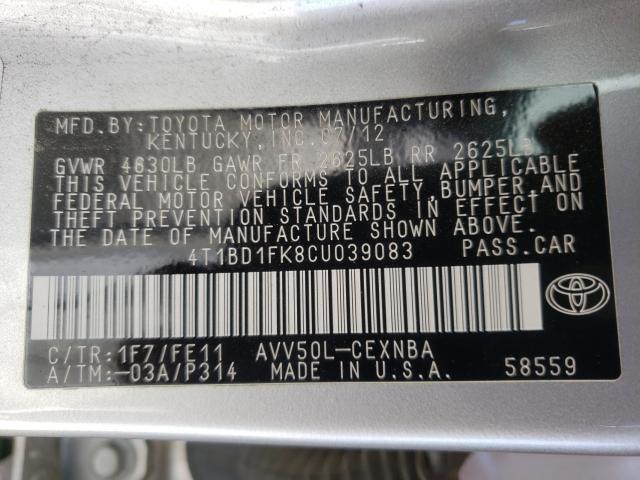 MFD.BY:TOYOTA MOTOR MANUFACTURING,
KENTUCKY,INC.07/12
GVWR 4630LB GAWR FR 2625LB RR 2625LB
THIS VEHICLE CONFORMS TO ALL APPLICABLE
FEDERAL MOTOR VEHICLE SAFETY,BUMPER,AND
THEFT PREVENTION STANDARDS IN EFFECT ON
THE DATE OF MANUFACTURE SHOWN ABOVE.
4T1BD1FK8CU039083 PASS.CAR
C/TR:1F7/FE11 AVV50L-CEXNBA
A/TM:-03A/P314 MADE IN U.S.A. 58559